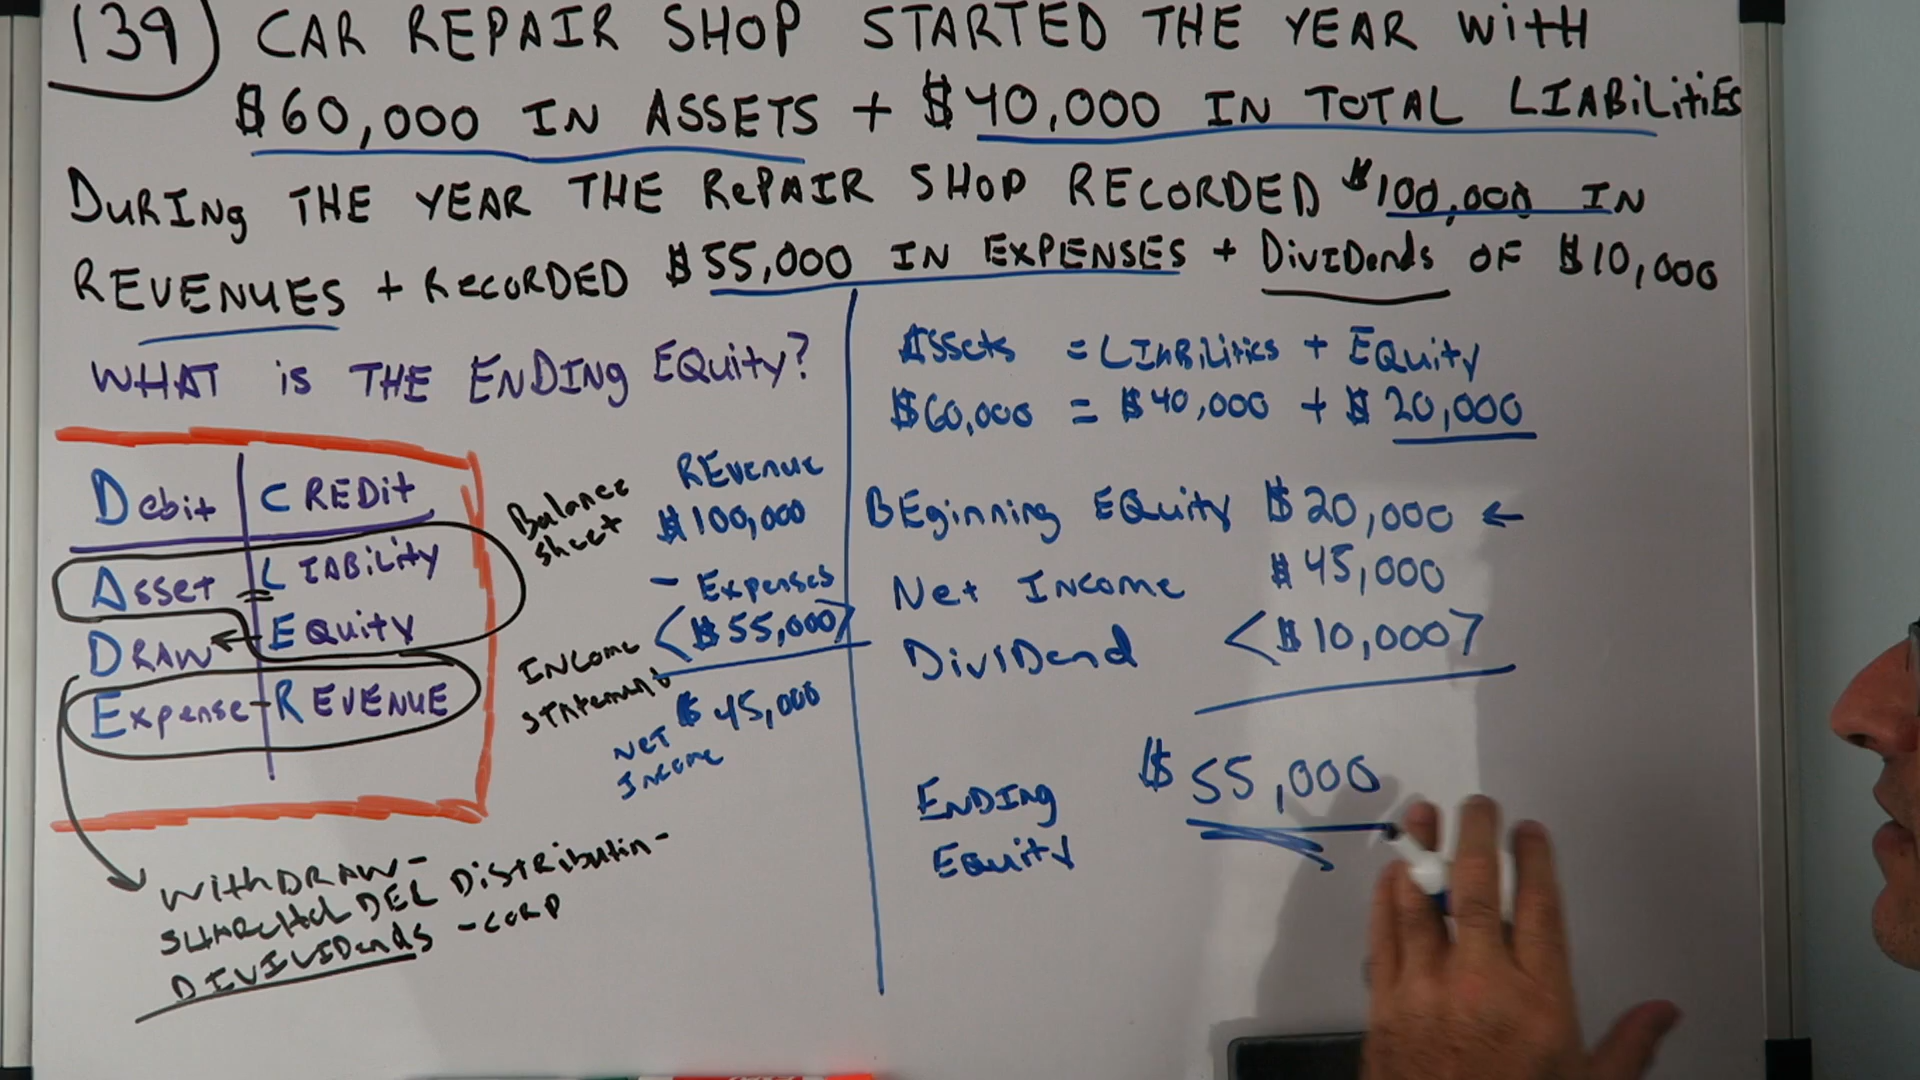 139) CAR REPAIR SHOP STARTED THE YEAR WITH
$60,000 IN ASSETS + $40,000 IN TOTAL LIABILITIES
DURING THE YEAR THE REPAIR SHOP RECORDED $100,000 IN
REVENUES + RECORDED $55,000 IN EXPENSES + DIVIDENDS OF $10,000
WHAT IS THE ENDING EQUITY?
Debit CREDIT
Asset = LIABILITY
DRAW ← EQUITY
Expense - REVENUE
Balance
sheet
INCOME
STATEMENT
REVENUE
$100,000
- Expenses
<$55,000>
$45,000
NET
INCOME
WITHDRAW -
DISTRIBUTIN -
DIVIVIDENDS - CORP
Assets = LIABILITIES + EQUITY
$60,000 = $40,000 + $20,000
BEGINNING EQUITY $20,000 ←
Net INCOME $45,000
DIVIDEND <$10,000>
ENDING
EQUITY
$55,000